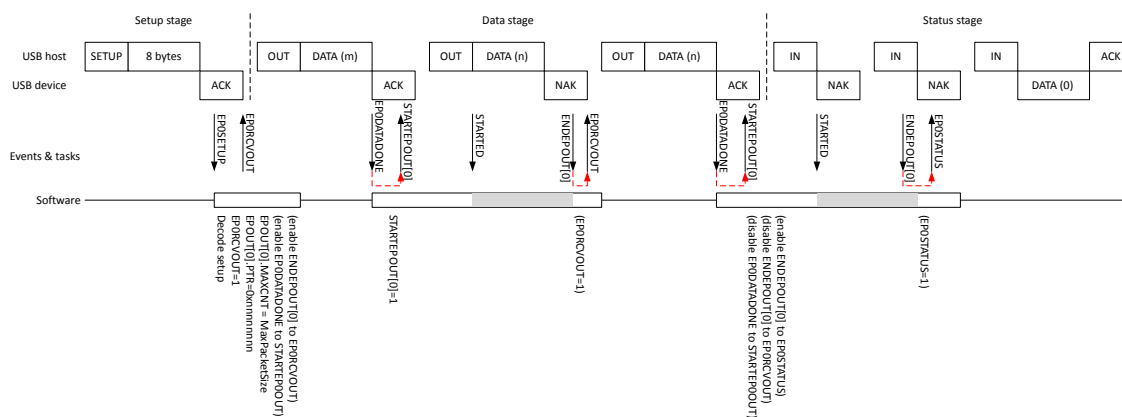 Setup stage
Data stage
Status stage
USB host
SETUP
8 bytes
OUT
DATA (m)
OUT
DATA (n)
OUT
DATA (n)
IN
IN
IN
ACK
USB device
ACK
ACK
NAK
ACK
NAK
NAK
DATA (0)
Events & tasks
EP0SETUP
EP0RCVOUT
EP0DATADONE
STARTEPOUT[0]
STARTED
ENDEPOUT[0]
EP0RCVOUT
EP0DATADONE
STARTEPOUT[0]
STARTED
ENDEPOUT[0]
EP0STATUS
Software
(enable ENDEPOUT[0] to EP0RCVOUT)
(enable EP0DATADONE to STARTEP0OUT)
EPOUT[0].MAXCNT = MaxPacketSize
EPOUT[0].PTR=0xnnnnnnnn
EP0RCVOUT=1
Decode setup
STARTEPOUT[0]=1
(EP0RCVOUT=1)
(enable ENDEPOUT[0] to EP0STATUS)
(disable ENDEPOUT[0] to EP0RCVOUT)
(disable EP0DATADONE to STARTEP0OUT)
(EP0STATUS=1)